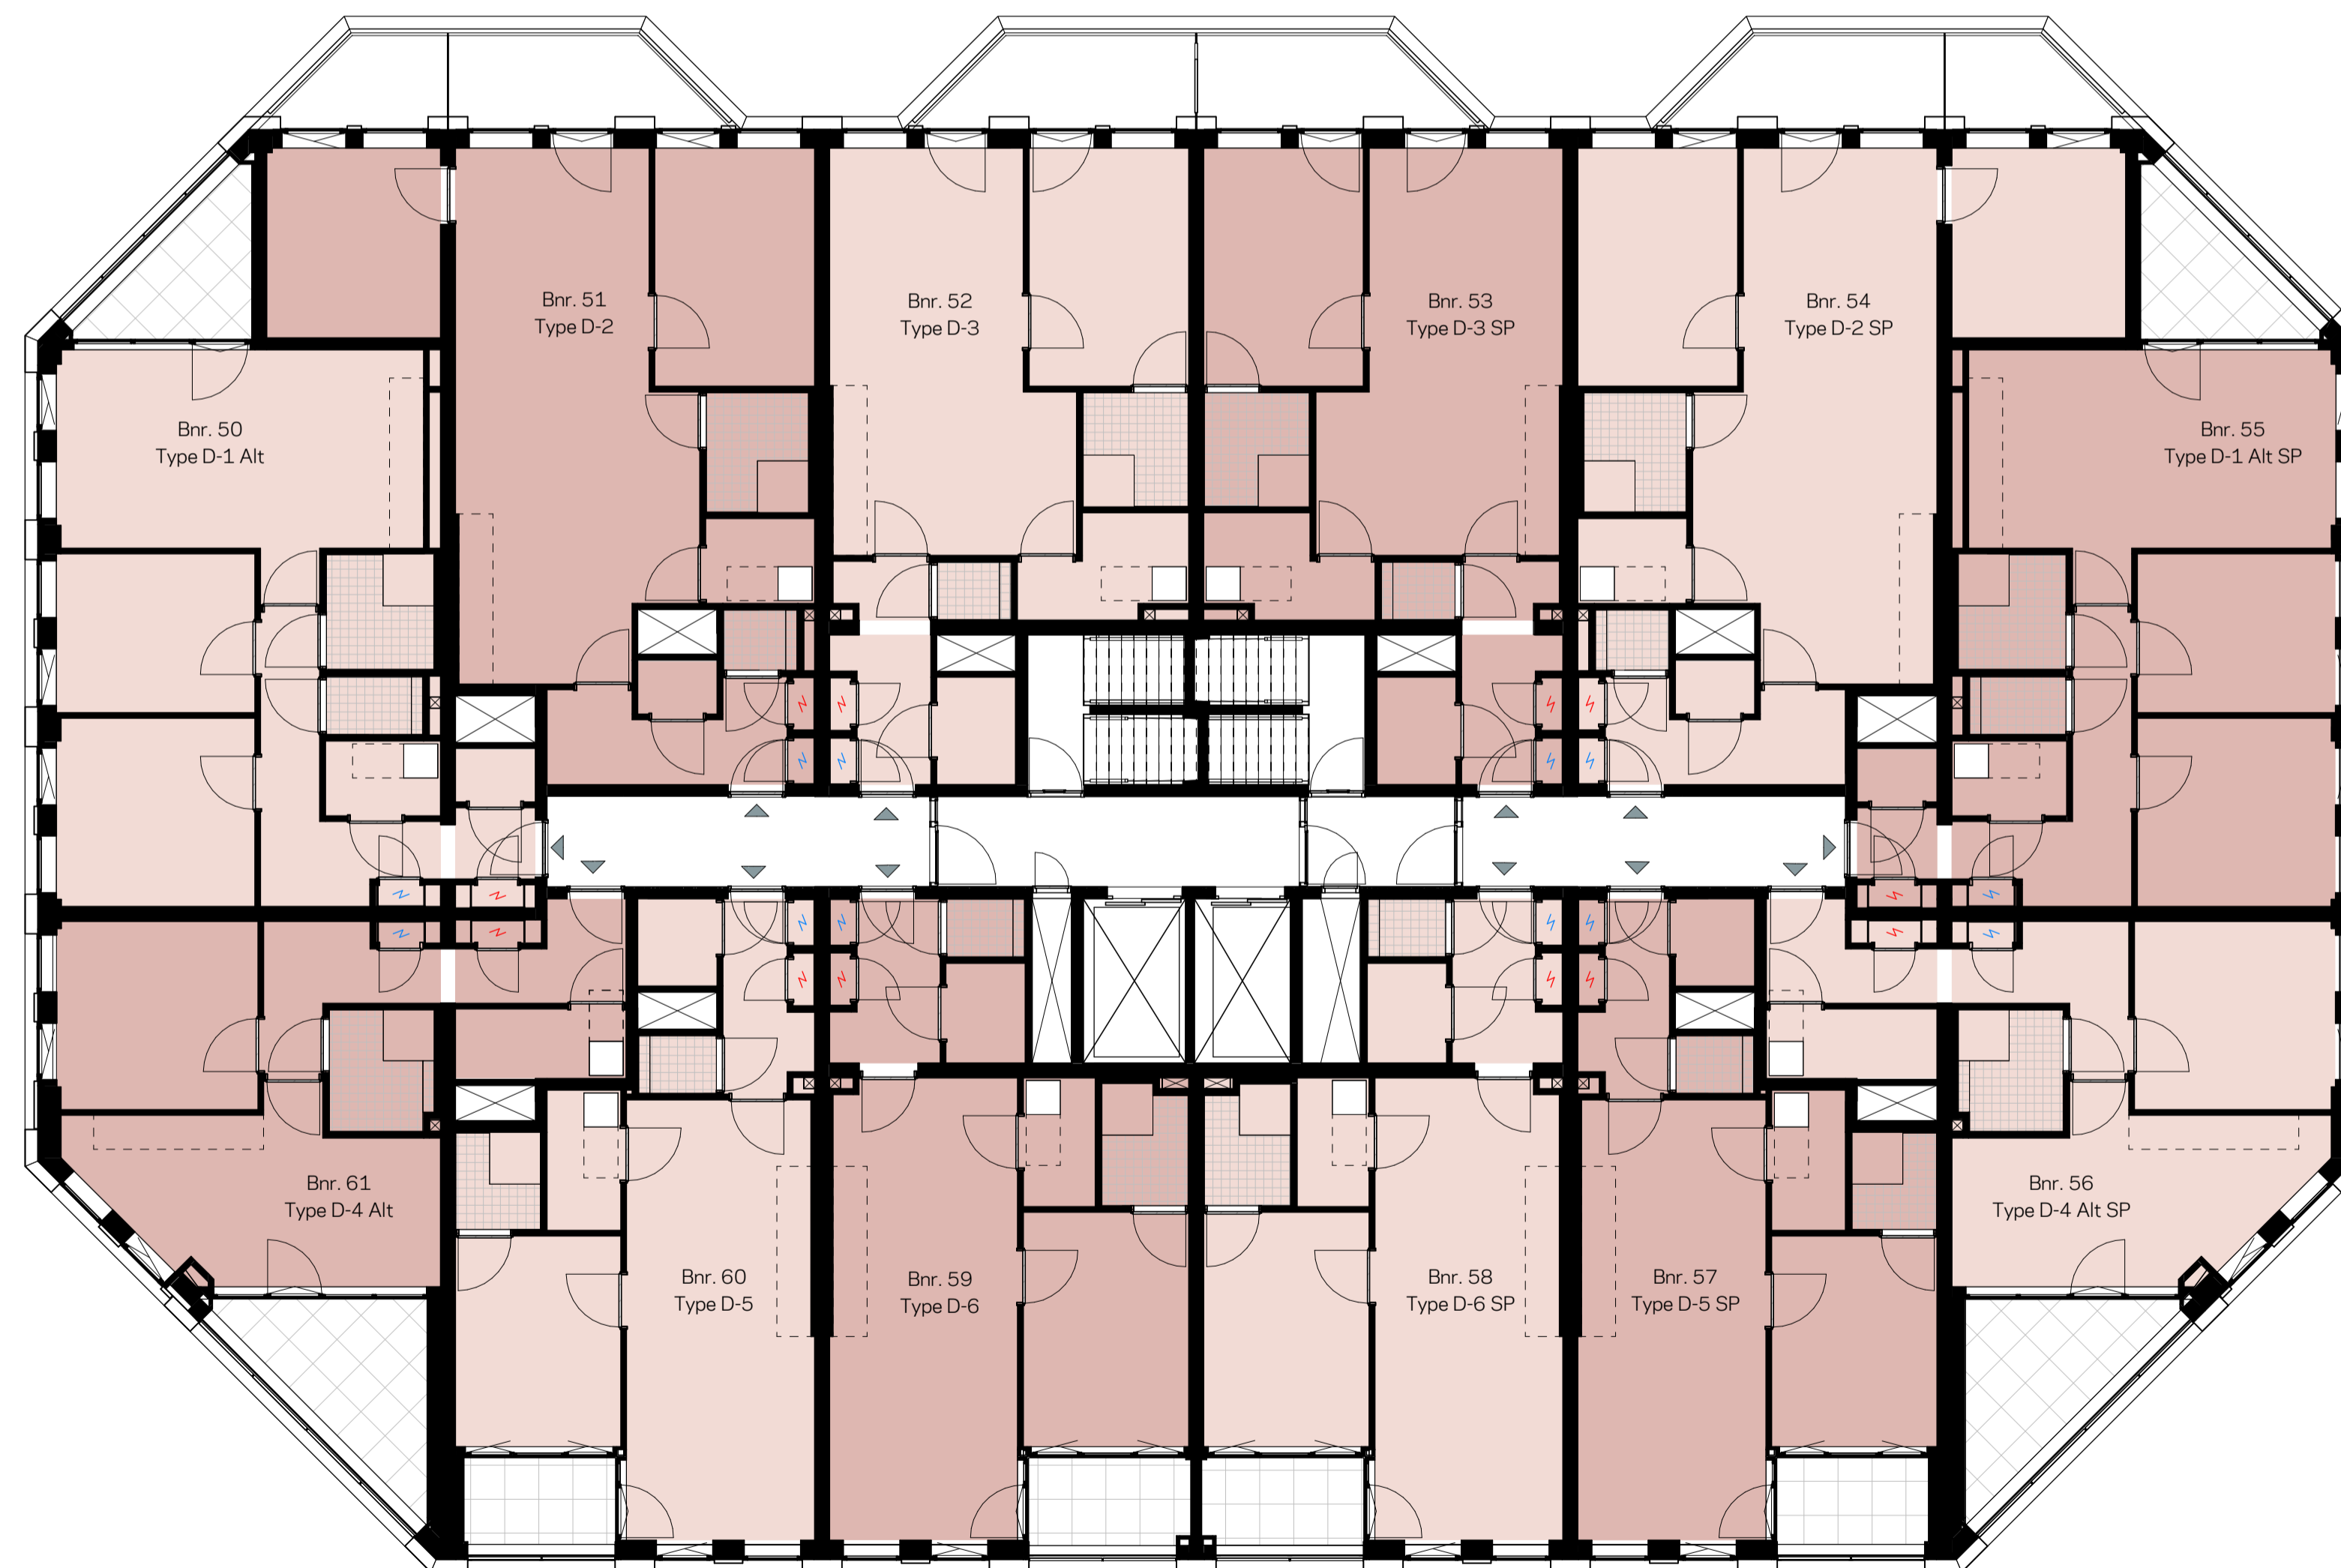 Bnr. 51
Type D-2
Bnr. 52
Type D-3
Bnr. 53
Type D-3 SP
Bnr. 54
Type D-2 SP
Bnr. 50
Type D-1 Alt
Bnr. 55
Type D-1 Alt SP
Bnr. 61
Type D-4 Alt
Bnr. 56
Type D-4 Alt SP
Bnr. 60
Type D-5
Bnr. 59
Type D-6
Bnr. 58
Type D-6 SP
Bnr. 57
Type D-5 SP